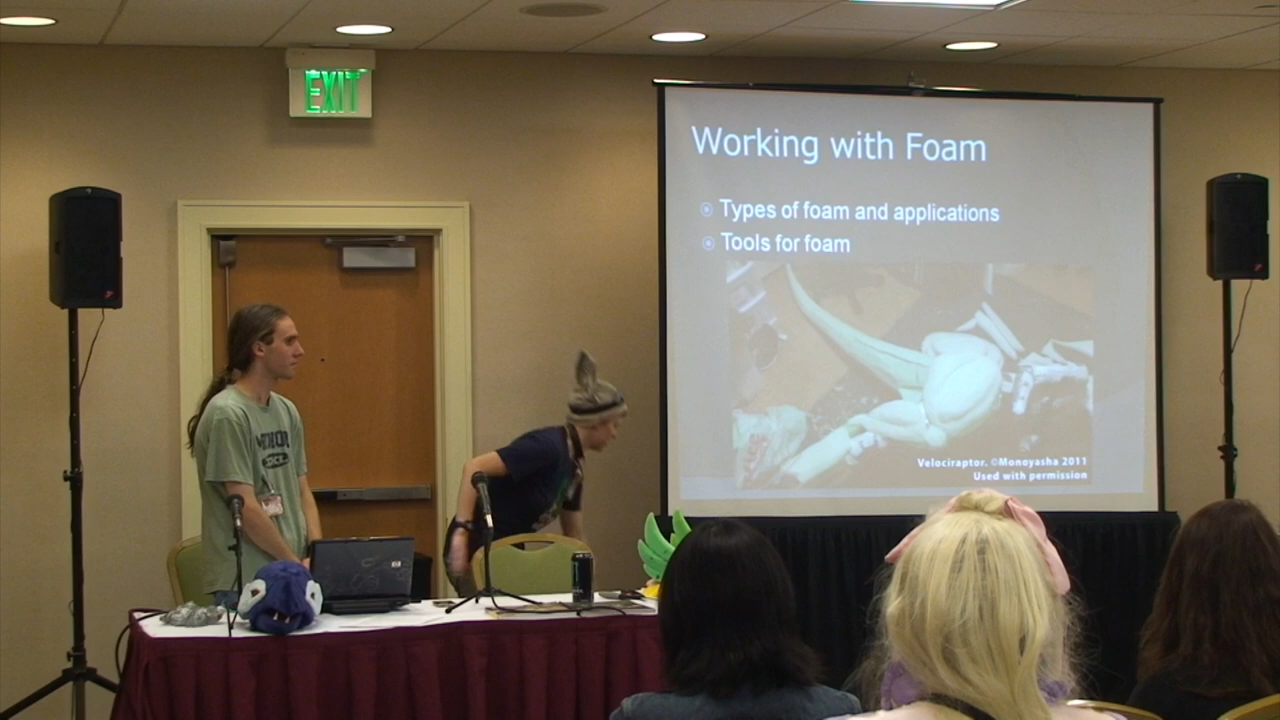 EXIT
Working with Foam
Types of foam and applications
Tools for foam
Velociraptor. ©Monoyasha 2011
Used with permission